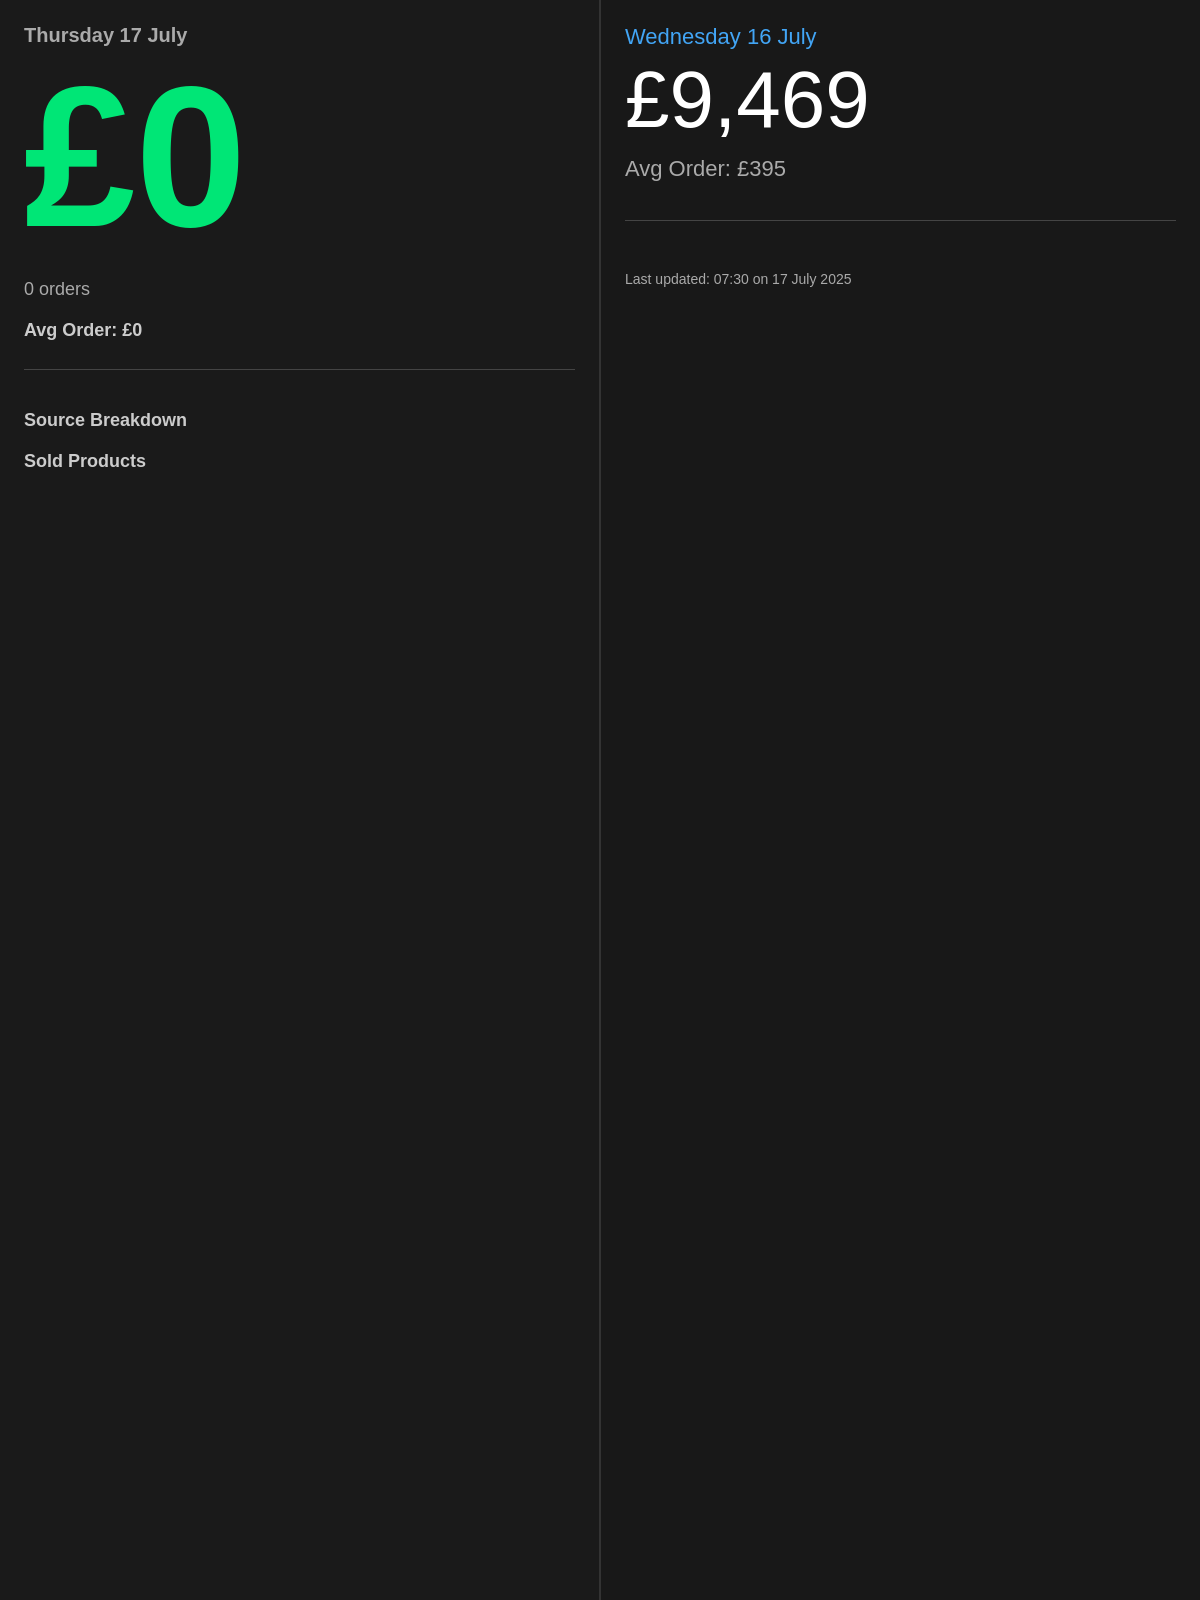 Thursday 17 July
£0
0 orders
Avg Order: £0
Source Breakdown
Sold Products
Wednesday 16 July
£9,469
Avg Order: £395
Last updated: 07:30 on 17 July 2025